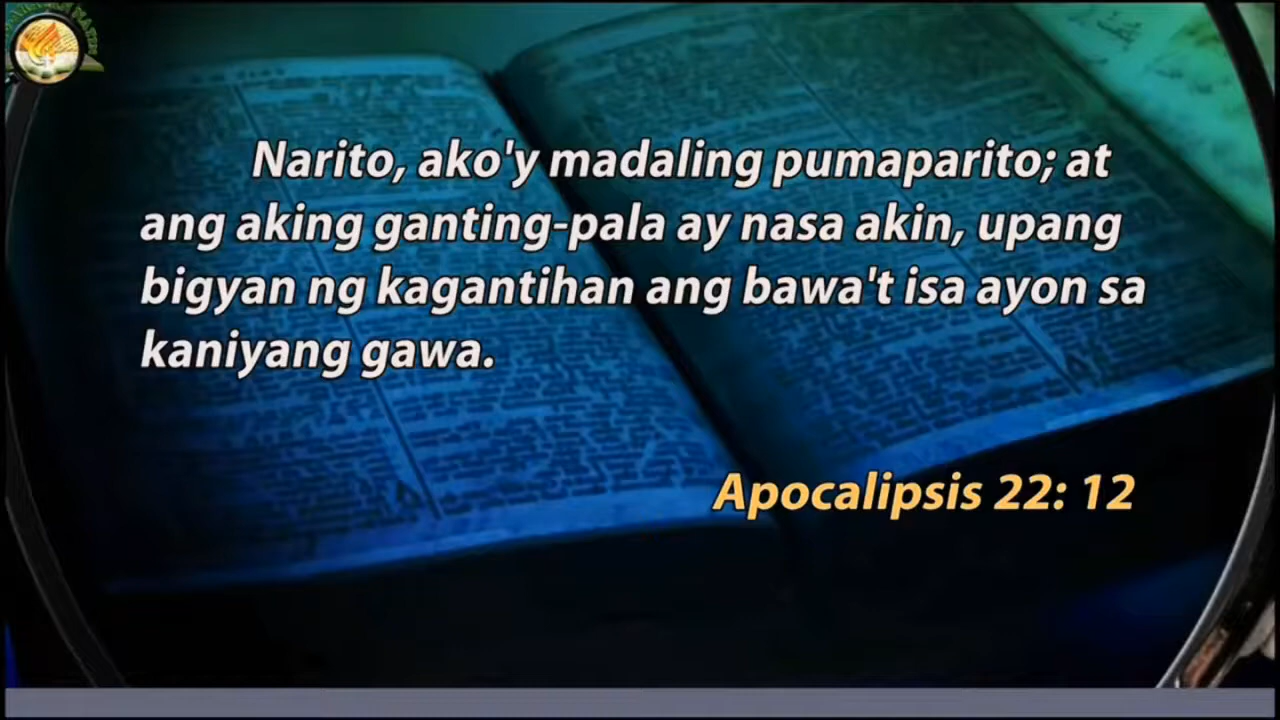 Narito, ako'y madaling pumaparito; at
ang aking ganting-pala ay nasa akin, upang
bigyan ng kagantihan ang bawa't isa ayon sa
kaniyang gawa.
Apocalipsis 22: 12